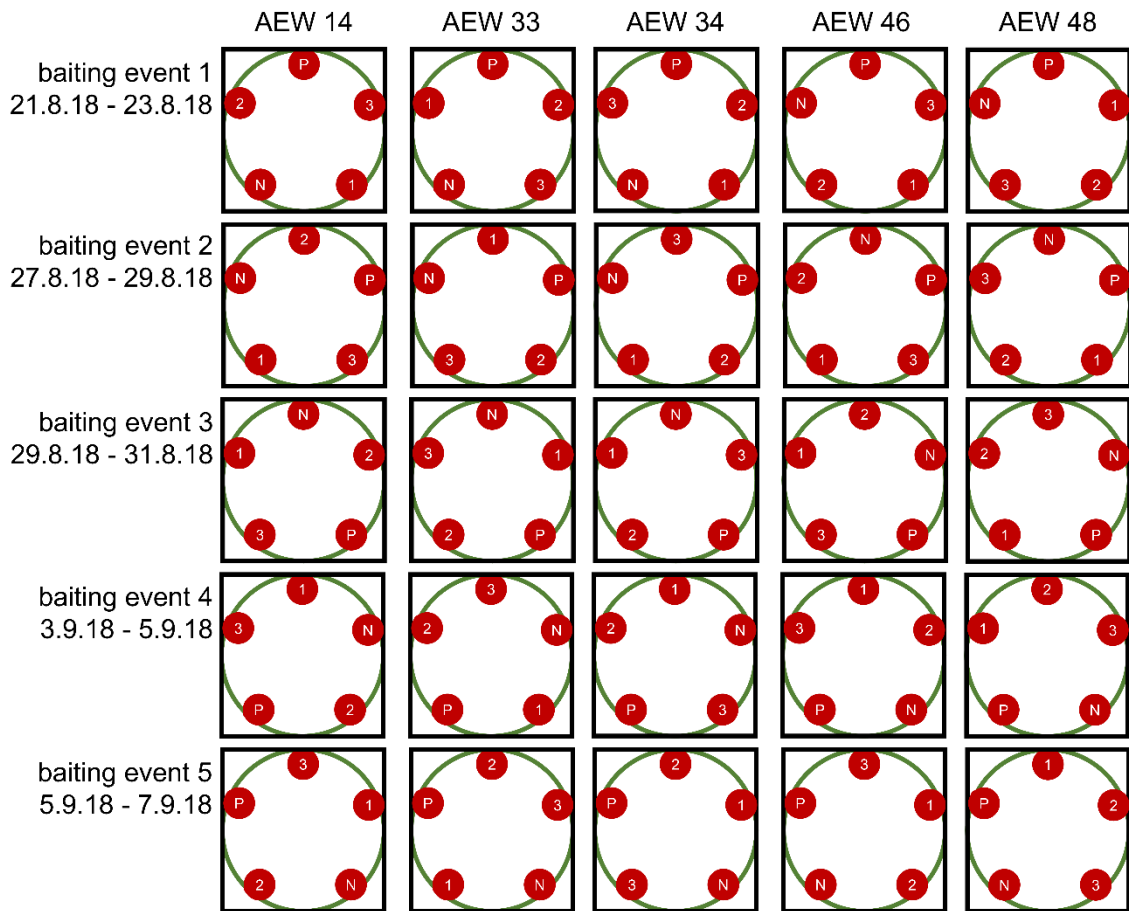 AEW 14 AEW 33 AEW 34 AEW 46 AEW 48
baiting event 1
21.8.18 - 23.8.18
P P P P P
2 3 1 2 3 2 N 3 N 1
N 1 N 3 N 1 2 1 3 2
baiting event 2
27.8.18 - 29.8.18
2 1 3 N N
N P N P N P 2 P 3 P
1 3 3 2 1 2 1 3 2 1
baiting event 3
29.8.18 - 31.8.18
N N N 2 3
1 2 3 1 1 3 1 N 2 N
3 P 2 P 2 P 3 P 1 P
baiting event 4
3.9.18 - 5.9.18
1 3 1 1 2
3 N 2 N 2 N 3 2 1 3
P 2 P 1 P 3 P N P N
baiting event 5
5.9.18 - 7.9.18
3 2 2 3 1
P 1 P 3 P 1 P 1 P 2
2 N 1 N 3 N N 2 N 3